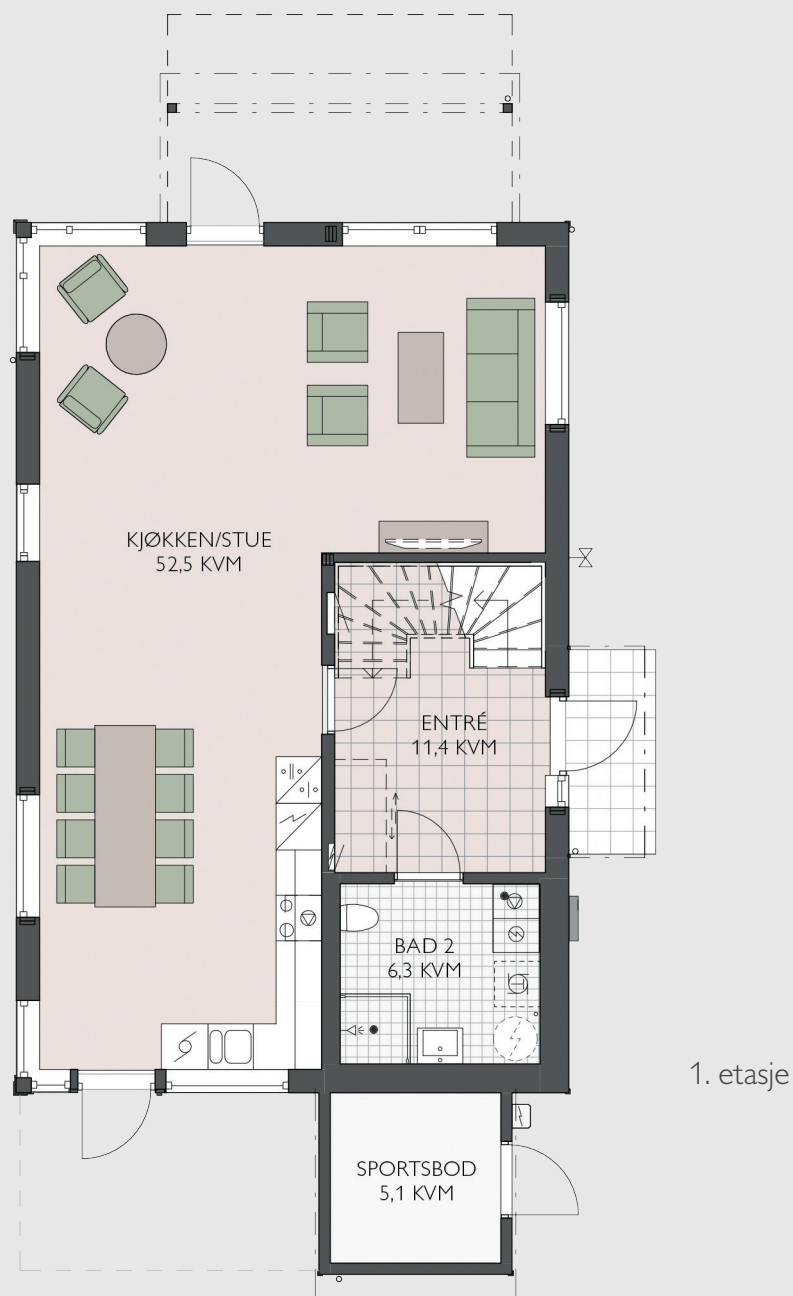 KJØKKEN/STUE
52,5 KVM
ENTRÉ
11,4 KVM
BAD 2
6,3 KVM
1. etasje
SPORTSBOD
5,1 KVM